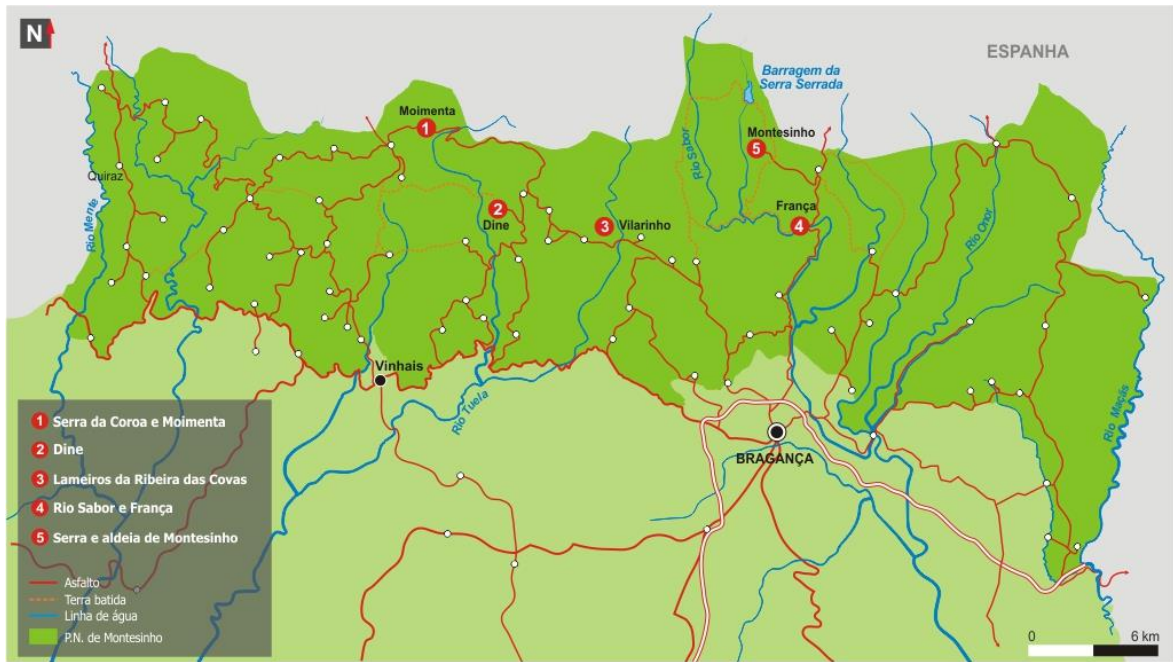 N
ESPANHA
Barragem da
Serra Serrada
Moimenta
1
Rio Sabor
Montesinho
5
Quiraz
Rio Mente
2
Dine
3
Vilarinho
França
4
Rio Onor
Vinhais
Rio Tuela
Rio Maçãs
BRAGANÇA
1 Serra da Coroa e Moimenta
2 Dine
3 Lameiros da Ribeira das Covas
4 Rio Sabor e França
5 Serra e aldeia de Montesinho
Asfalto
Terra batida
Linha de água
P.N. de Montesinho
0 6 km